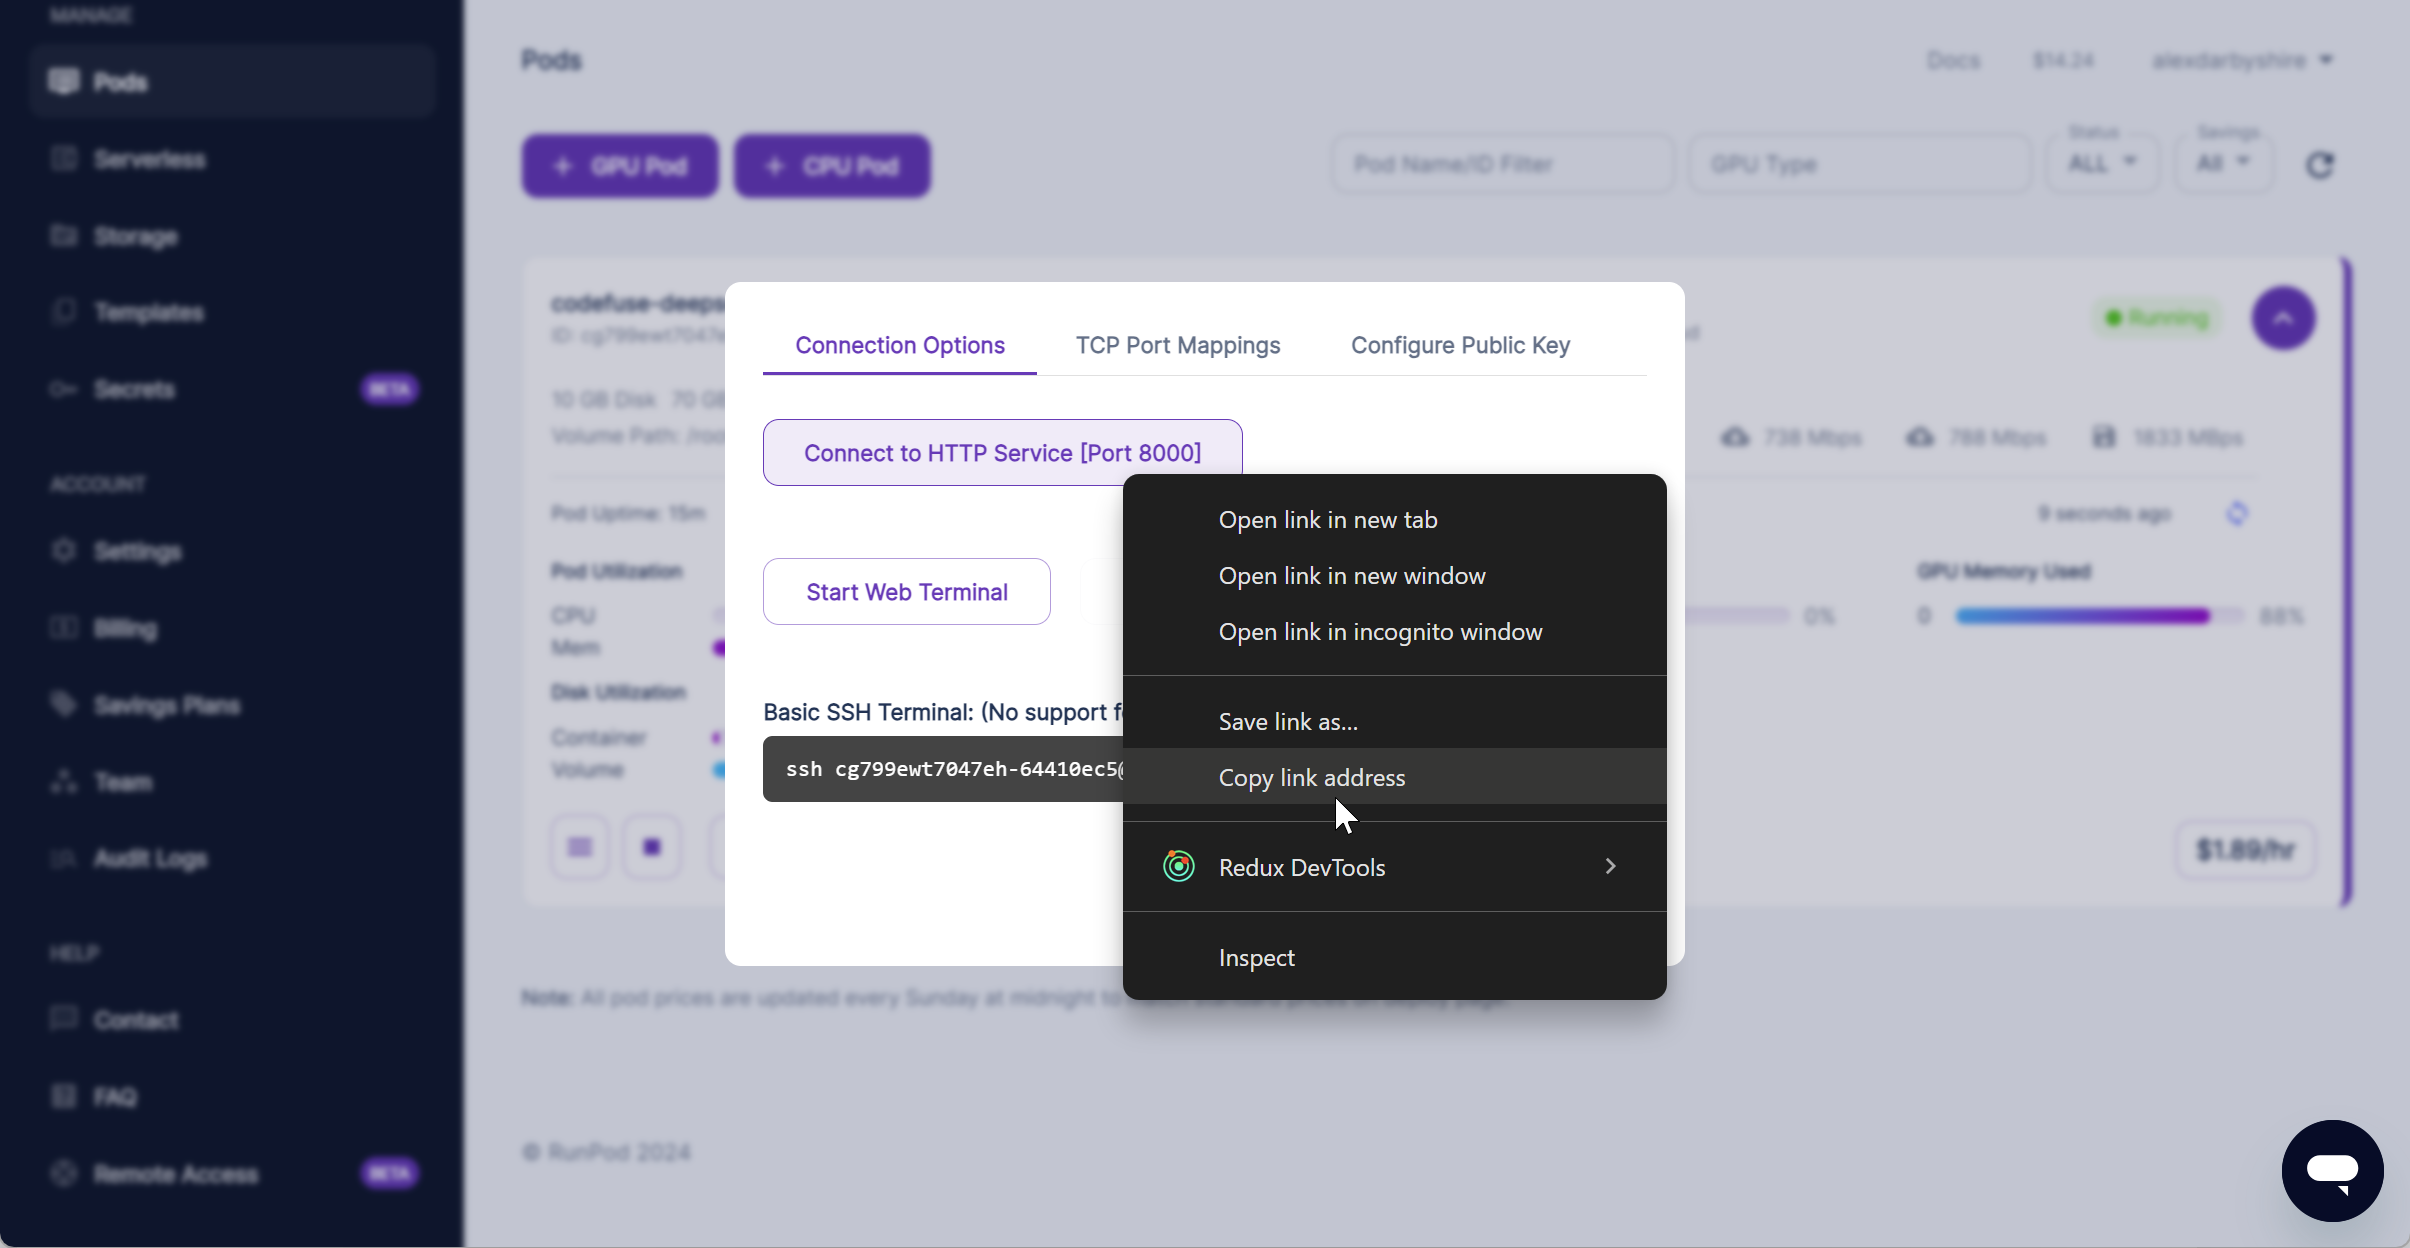 MANAGE
Pods
Serverless
Storage
Templates
Secrets BETA
ACCOUNT
Settings
Billing
Savings Plans
Team
Audit Logs
HELP
Contact
FAQ
Remote Access BETA
Pods
Docs $14.24 alexdarbyshire
+ GPU Pod + CPU Pod
Pod Name/ID Filter GPU Type Status ALL Savings All
codefuse-deeps
ID: cg799ewt7047e
Running
10 GB Disk 70 GB
Volume Path: /roo
738 Mbps 788 Mbps 1833 MBps
Pod Uptime: 15m
9 seconds ago
Pod Utilization
GPU Memory Used
CPU
0% 0 88%
Mem
Disk Utilization
Container
Volume
$1.89/hr
Connection Options TCP Port Mappings Configure Public Key
Connect to HTTP Service [Port 8000]
Start Web Terminal
Basic SSH Terminal: (No support f
ssh cg799ewt7047eh-64410ec5@
Open link in new tab
Open link in new window
Open link in incognito window
Save link as...
Copy link address
Redux DevTools
Inspect
Note: All pod prices are updated every Sunday at midnight to
© RunPod 2024